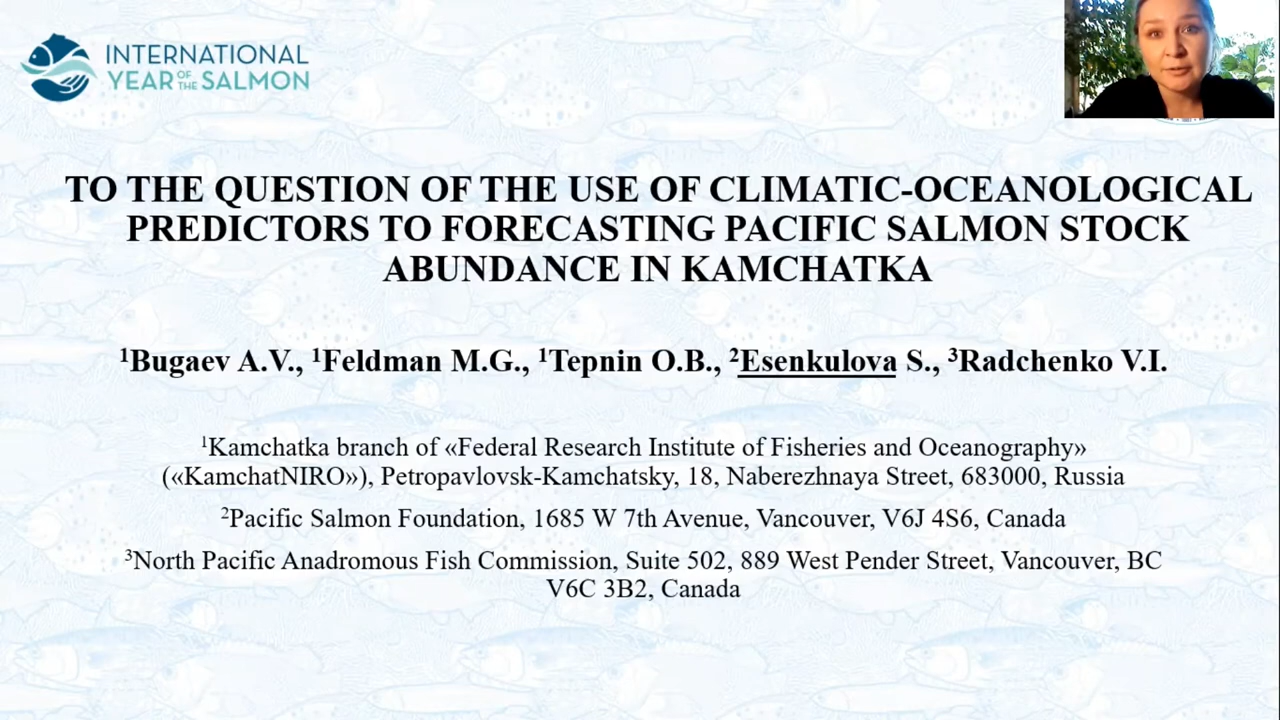 INTERNATIONAL
YEAR OF THE SALMON
TO THE QUESTION OF THE USE OF CLIMATIC-OCEANOLOGICAL
PREDICTORS TO FORECASTING PACIFIC SALMON STOCK
ABUNDANCE IN KAMCHATKA
¹Bugaev A.V., ¹Feldman M.G., ¹Tepnin O.B., ²Esenkulova S., ³Radchenko V.I.
¹Kamchatka branch of «Federal Research Institute of Fisheries and Oceanography»
(«KamchatNIRO»), Petropavlovsk-Kamchatsky, 18, Naberezhnaya Street, 683000, Russia
²Pacific Salmon Foundation, 1685 W 7th Avenue, Vancouver, V6J 4S6, Canada
³North Pacific Anadromous Fish Commission, Suite 502, 889 West Pender Street, Vancouver, BC
V6C 3B2, Canada